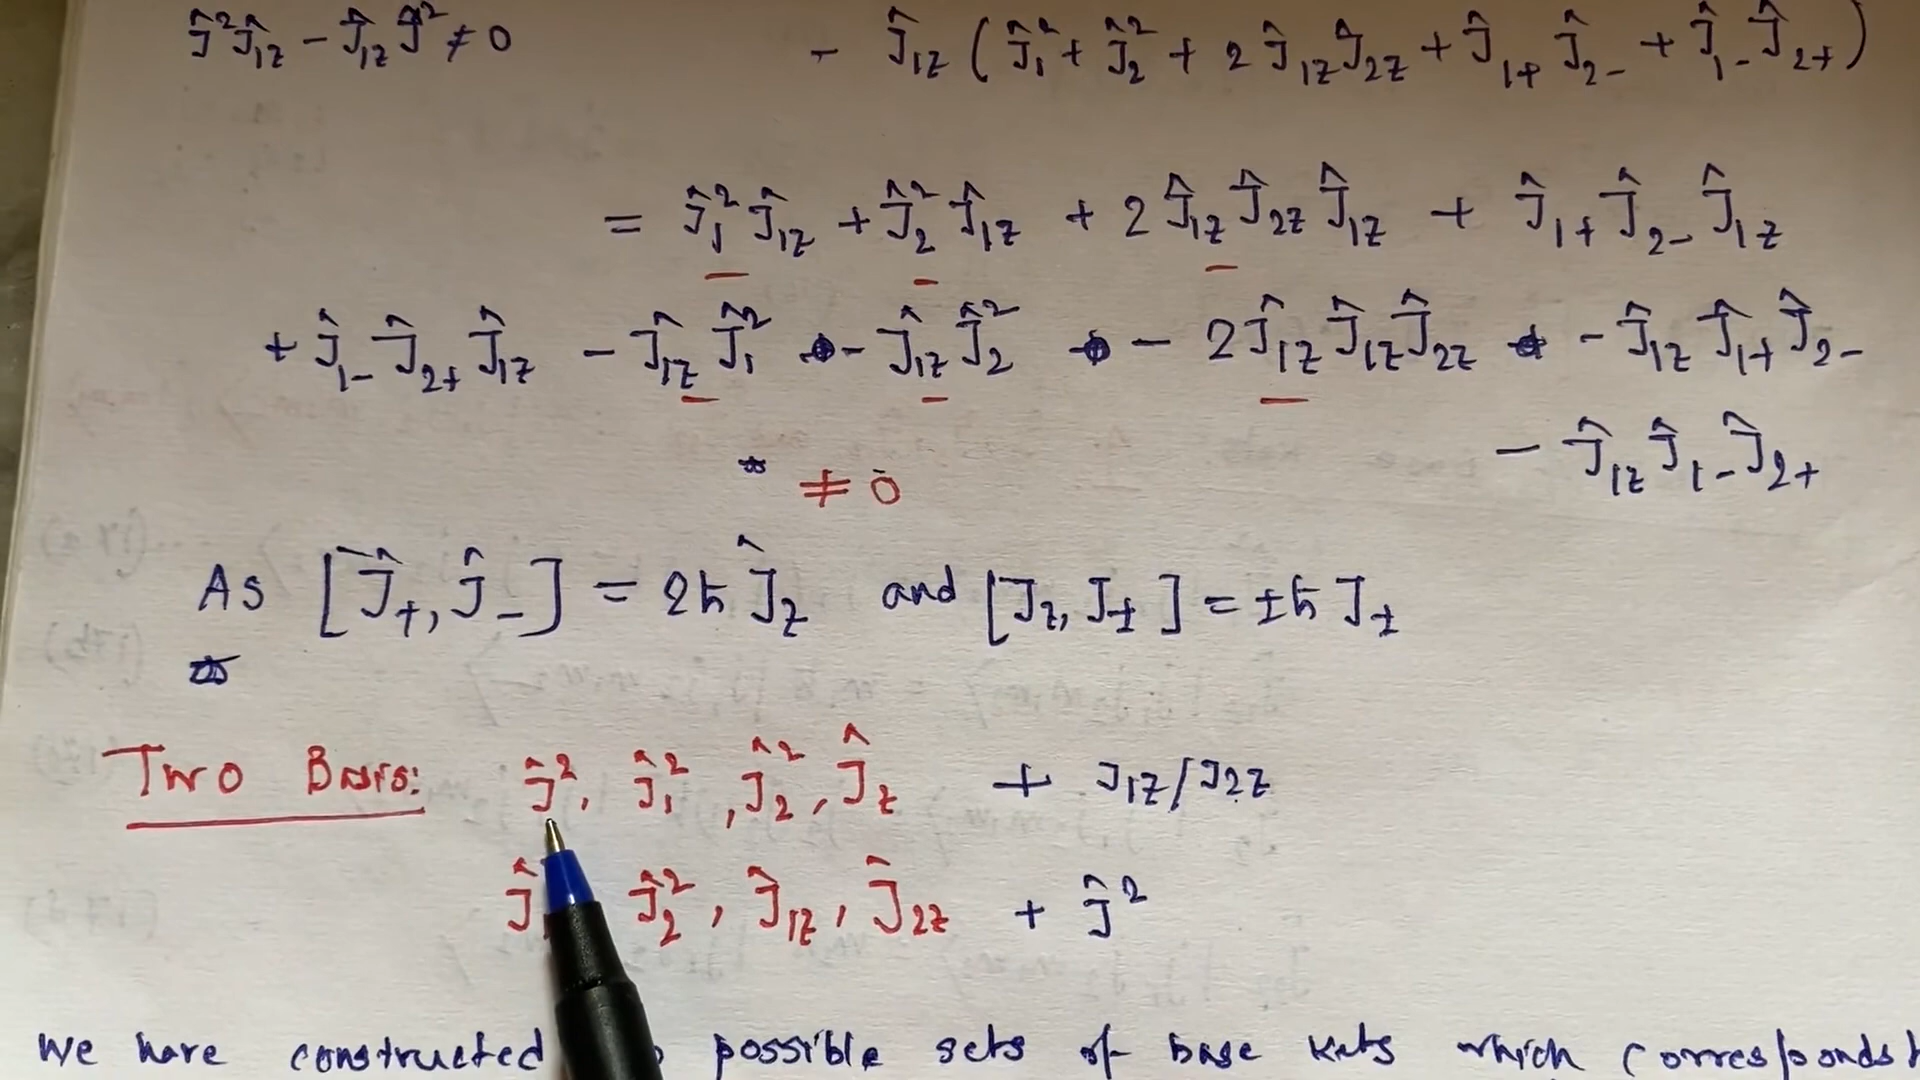 Ĵ²Ĵ₁z − Ĵ₁z Ĵ² ≠ 0
− Ĵ₁z (Ĵ₁² + Ĵ₂² + 2 Ĵ₁zĴ₂z + Ĵ₁₊ Ĵ₂₋ + Ĵ₁₋ Ĵ₂₊)
= Ĵ₁² Ĵ₁z + Ĵ₂² Ĵ₁z + 2 Ĵ₁z Ĵ₂z Ĵ₁z + Ĵ₁₊ Ĵ₂₋ Ĵ₁z
+ Ĵ₁₋ Ĵ₂₊ Ĵ₁z − Ĵ₁z Ĵ₁² − Ĵ₁z Ĵ₂² − 2 Ĵ₁z Ĵ₁z Ĵ₂z − Ĵ₁z Ĵ₁₊ Ĵ₂₋
− Ĵ₁z Ĵ₁₋ Ĵ₂₊
≠ 0
As [Ĵ₊, Ĵ₋] = 2ħ Ĵz and [Jz, J±] = ±ħ J±
Two Basis: Ĵ², Ĵ₁², Ĵ₂², Ĵz + J₁z/J₂z
Ĵ₂², Ĵ₁z, Ĵ₂z + Ĵ²
We have constructed possible sets of base kets which corresponds